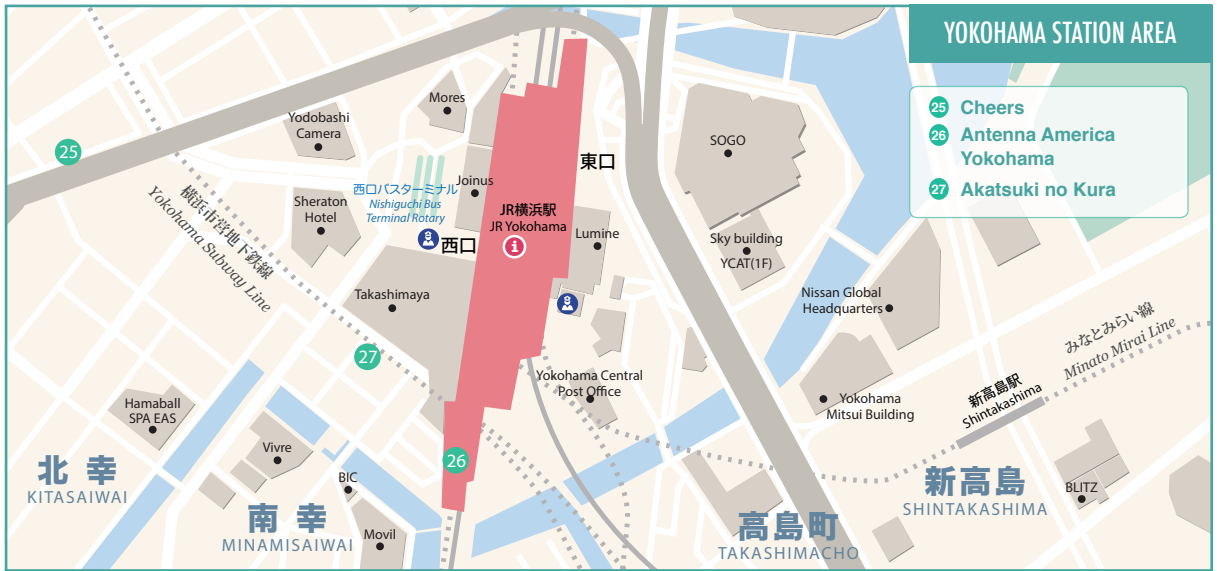 YOKOHAMA STATION AREA
25 Cheers
26 Antenna America
Yokohama
27 Akatsuki no Kura
Mores
Yodobashi
Camera
25
SOGO
東口
西口バスターミナル
Nishiguchi Bus
Terminal Rotary
Joinus
横浜市営地下鉄線
Yokohama Subway Line
Sheraton
Hotel
JR横浜駅
JR Yokohama
i
西口
Lumine
Sky building
YCAT(1F)
Takashimaya
Nissan Global
Headquarters
みなとみらい線
Minato Mirai Line
27
Yokohama Central
Post Office
新高島駅
Shintakashima
Yokohama
Mitsui Building
Hamaball
SPA EAS
Vivre
26
BIC
北 幸
KITASAIWAI
南 幸
MINAMISAIWAI
Movil
高島町
TAKASHIMACHO
新高島
SHINTAKASHIMA
BLITZ